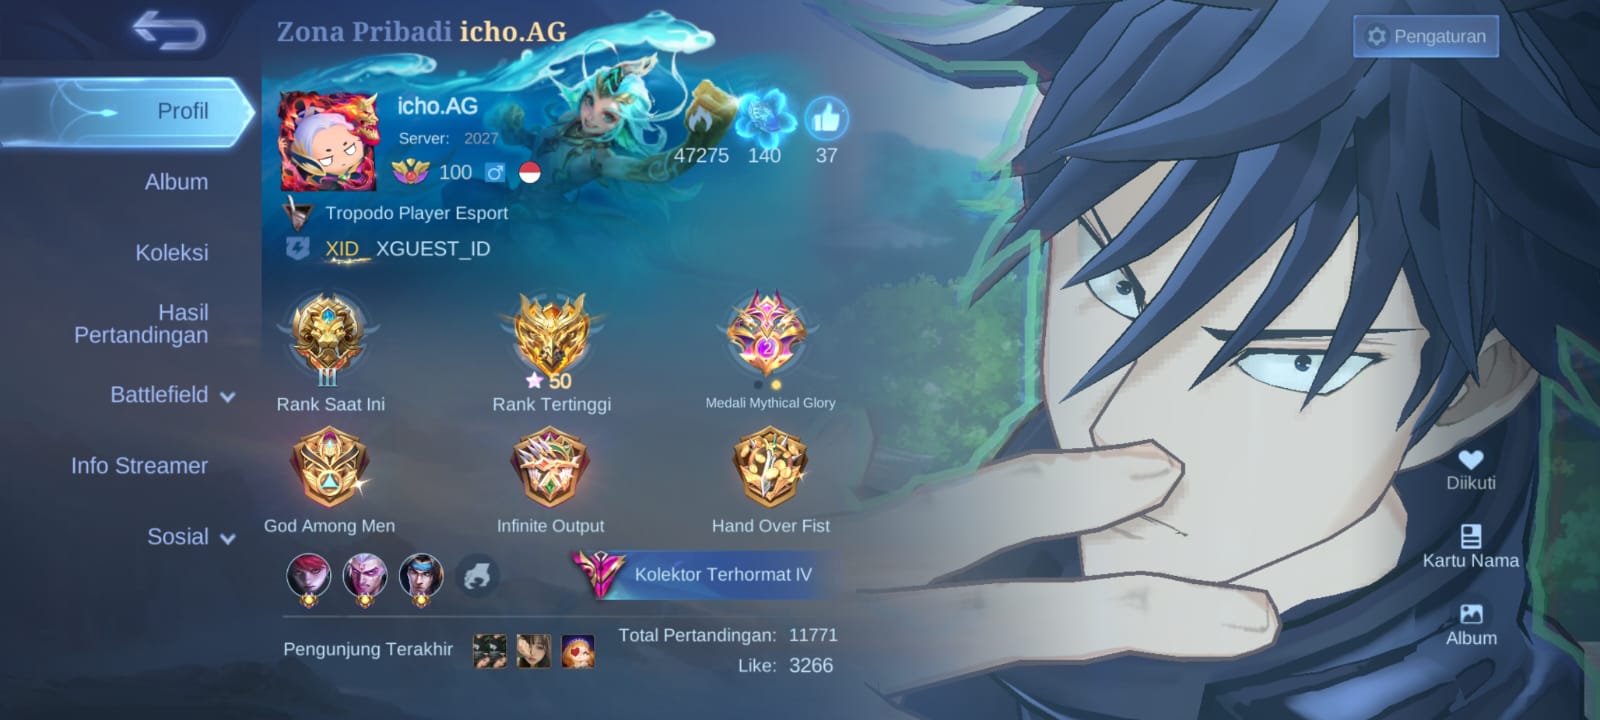 Zona Pribadi icho.AG
Pengaturan
Profil
Album
Koleksi
Hasil
Pertandingan
Battlefield
Info Streamer
Sosial
icho.AG
Server: 2027
100
47275 140 37
Tropodo Player Esport
XID_ XGUEST_ID
III
50
2
Rank Saat Ini
Rank Tertinggi
Medali Mythical Glory
God Among Men
Infinite Output
Hand Over Fist
Kolektor Terhormat IV
Pengunjung Terakhir
Total Pertandingan: 11771
Like: 3266
Diikuti
Kartu Nama
Album